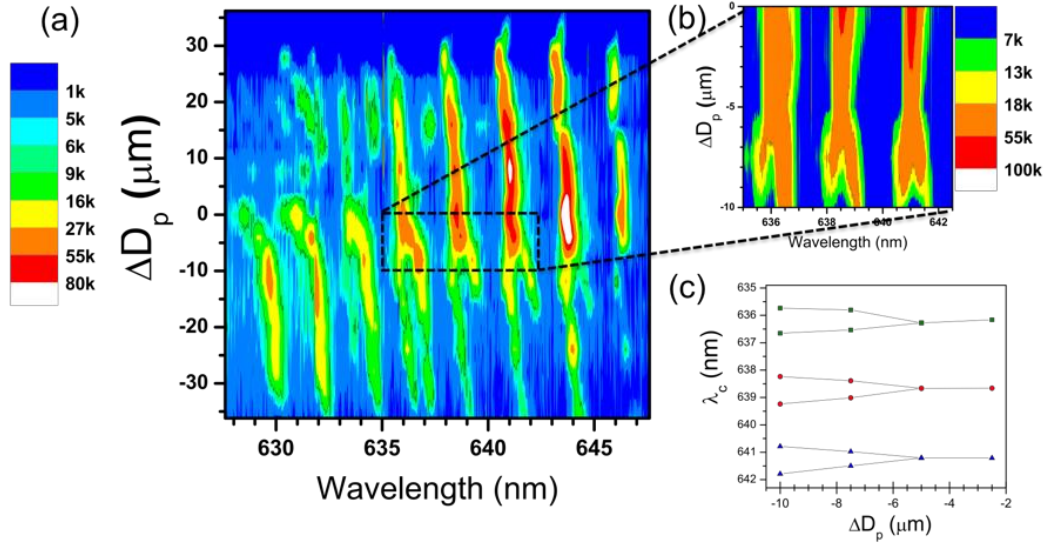 (a)
1k
5k
6k
9k
16k
27k
55k
80k
ΔDp (μm)
30
20
10
0
-10
-20
-30
630
635
640
645
Wavelength (nm)
(b)
ΔDp (μm)
0
-5
-10
636
638
640
642
Wavelength (nm)
7k
13k
18k
55k
100k
(c)
λc (nm)
635
636
637
638
639
640
641
642
-10
-8
-6
-4
-2
ΔDp (μm)